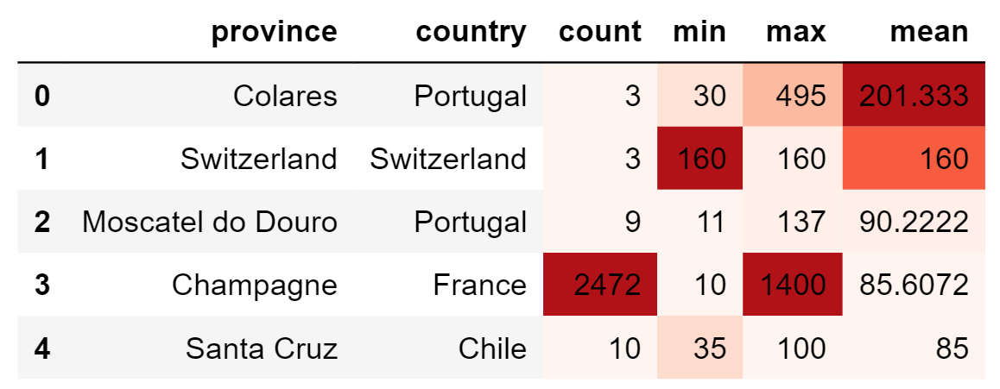 province country count min max mean
0 Colares Portugal 3 30 495 201.333
1 Switzerland Switzerland 3 160 160 160
2 Moscatel do Douro Portugal 9 11 137 90.2222
3 Champagne France 2472 10 1400 85.6072
4 Santa Cruz Chile 10 35 100 85